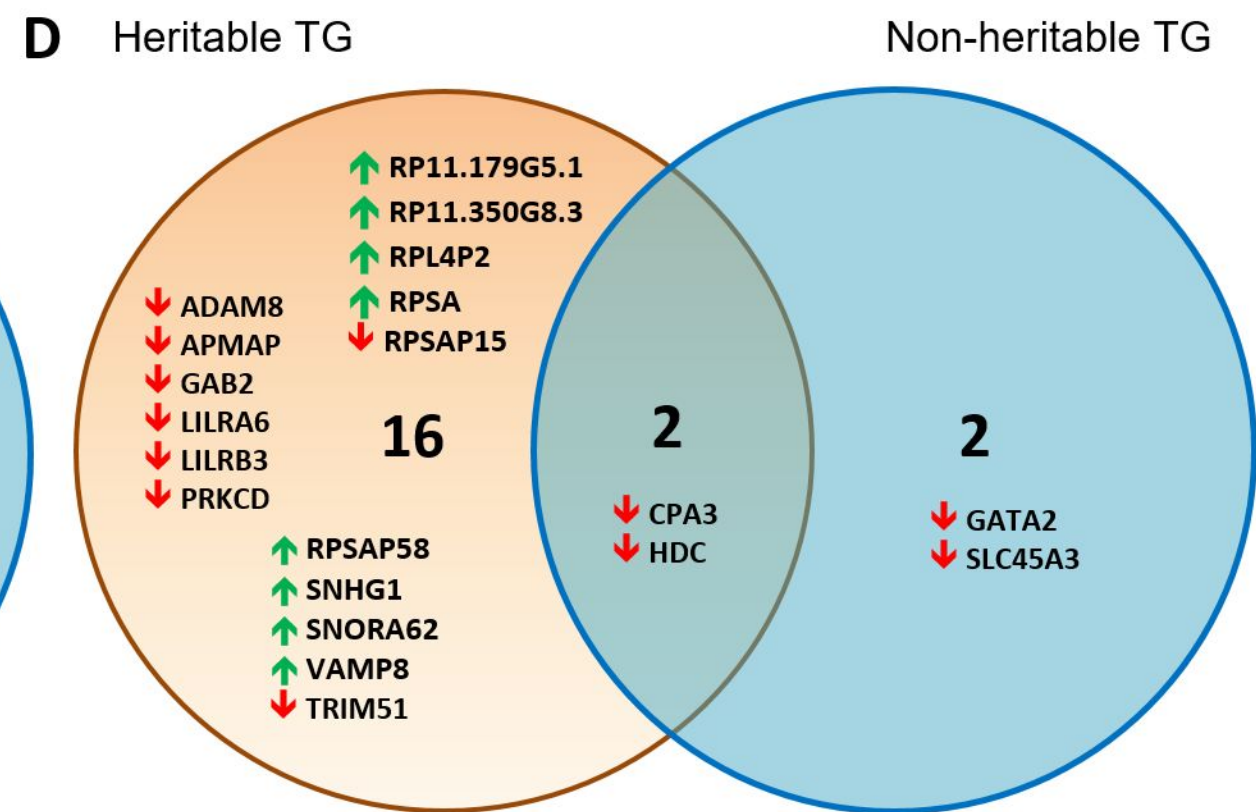 D Heritable TG
Non-heritable TG
RP11.179G5.1
RP11.350G8.3
RPL4P2
RPSA
RPSAP15
ADAM8
APMAP
GAB2
LILRA6
LILRB3
PRKCD
16
RPSAP58
SNHG1
SNORA62
VAMP8
TRIM51
2
CPA3
HDC
2
GATA2
SLC45A3